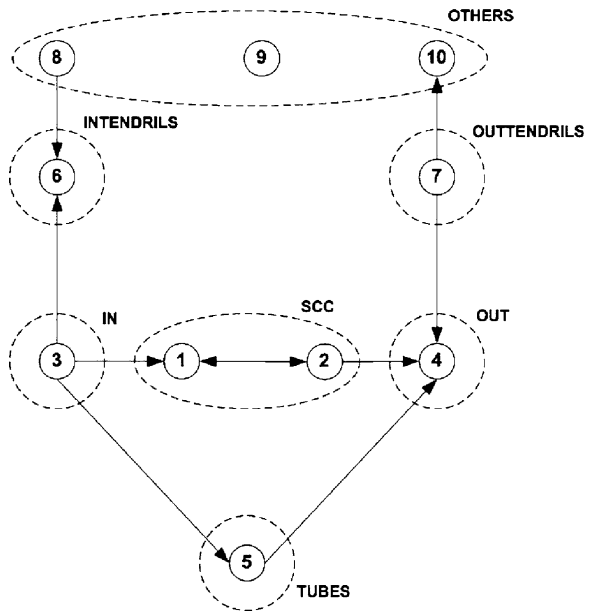 OTHERS
8 9 10
INTENDRILS
OUTTENDRILS
6 7
IN SCC OUT
3 1 2 4
5
TUBES